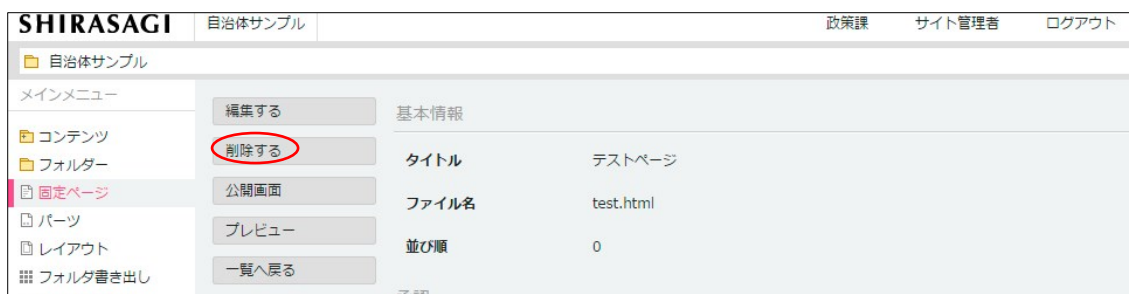 SHIRASAGI 自治体サンプル 政策課 サイト管理者 ログアウト
自治体サンプル
メインメニュー
コンテンツ
フォルダー
固定ページ
パーツ
レイアウト
フォルダ書き出し
編集する
削除する
公開画面
プレビュー
一覧へ戻る
基本情報
タイトル テストページ
ファイル名 test.html
並び順 0